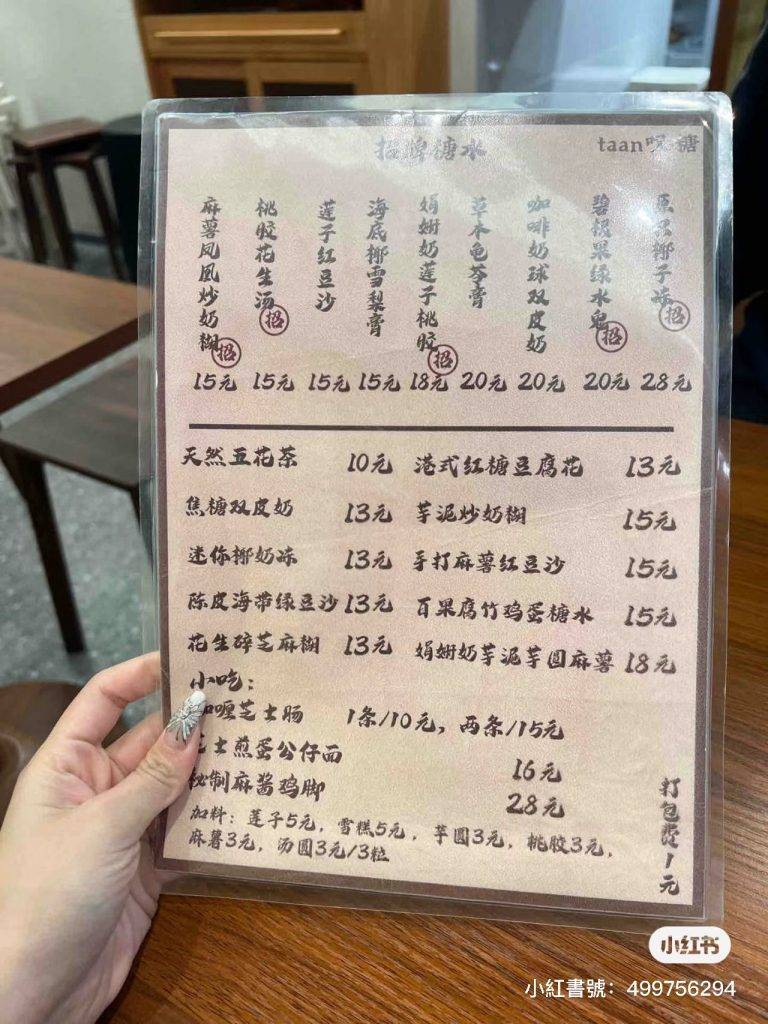 招牌糖水
taan 糖
麻薯凤凰炒奶糊 招 15元
桃胶花生汤 招 15元
莲子红豆沙 15元
海底椰雪梨膏 15元
娟姗奶莲子桃胶 招 18元
草本龟苓膏 20元
咖啡奶球双皮奶 20元
碧根果绿水鬼 招 20元
椰子冻 招 28元
天然五花茶 10元
港式红糖豆腐花 13元
焦糖双皮奶 13元
芋泥炒奶糊 15元
迷你椰奶冻 13元
手打麻薯红豆沙 15元
陈皮海带绿豆沙 13元
百果腐竹鸡蛋糖水 15元
花生碎芝麻糊 13元
娟姗奶芋泥芋圆麻薯 18元
小吃：
咖喱芝士肠 1条/10元，两条/15元
芝士煎蛋公仔面 16元
秘制麻酱鸡脚 28元
加料：莲子5元，雪糕5元，芋圆3元，桃胶3元，
麻薯3元，汤圆3元/3粒
打包费1元
小红书
小紅書號：499756294